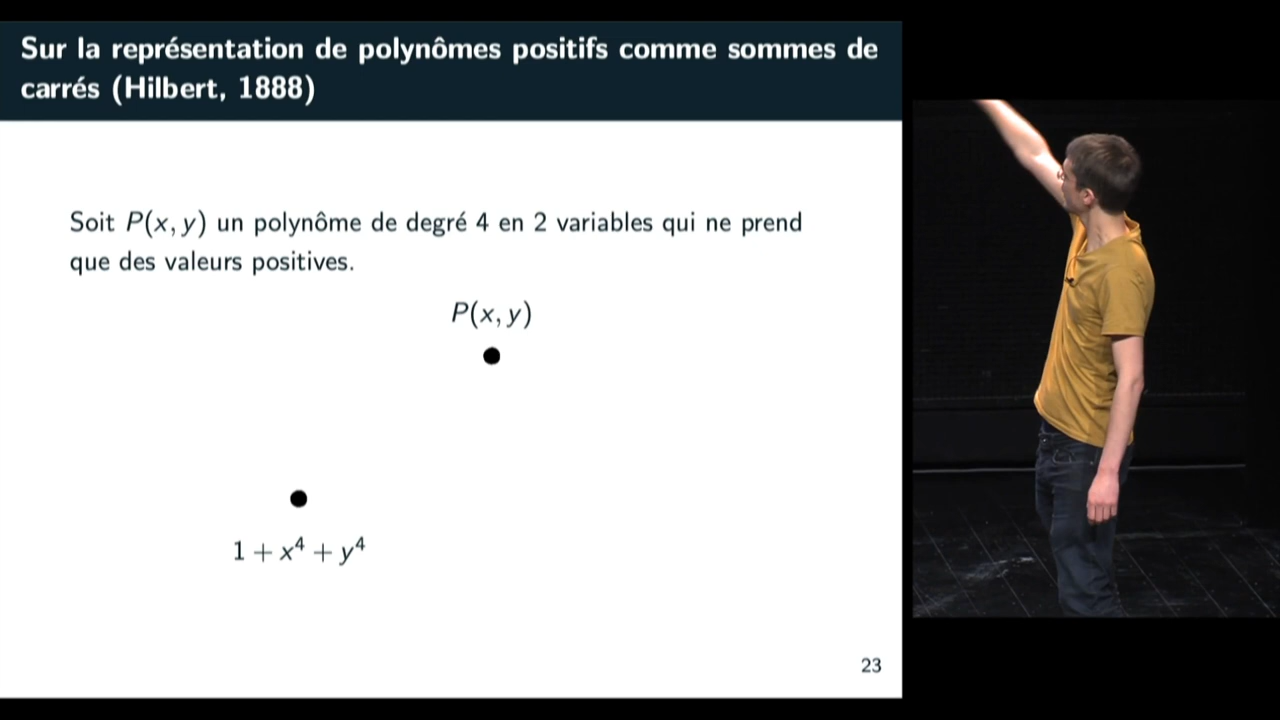 Sur la représentation de polynômes positifs comme sommes de
carrés (Hilbert, 1888)
Soit P(x, y) un polynôme de degré 4 en 2 variables qui ne prend
que des valeurs positives.
P(x, y)
1 + x⁴ + y⁴
23